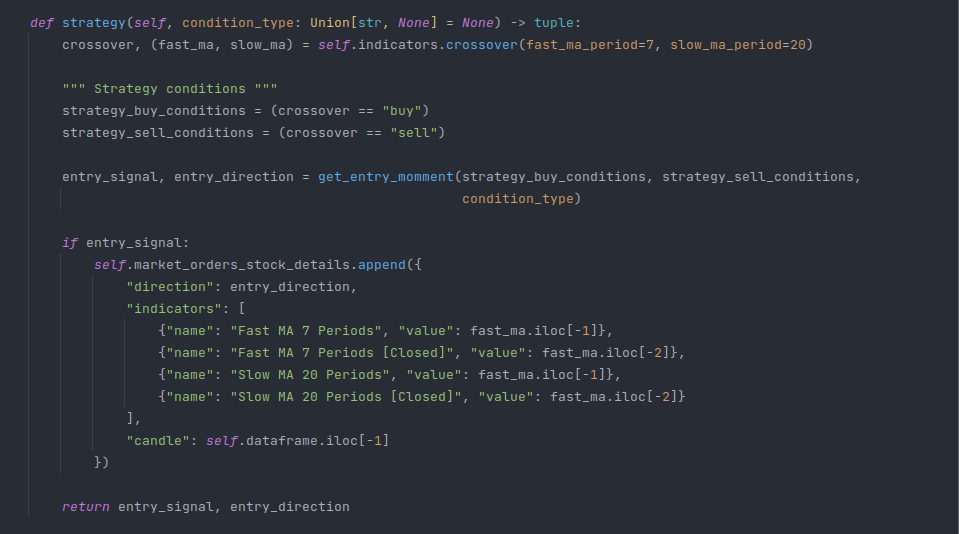 def strategy(self, condition_type: Union[str, None] = None) -> tuple:
    crossover, (fast_ma, slow_ma) = self.indicators.crossover(fast_ma_period=7, slow_ma_period=20)
    """ Strategy conditions """
    strategy_buy_conditions = (crossover == "buy")
    strategy_sell_conditions = (crossover == "sell")
    entry_signal, entry_direction = get_entry_momment(strategy_buy_conditions, strategy_sell_conditions,
                                                      condition_type)
    if entry_signal:
        self.market_orders_stock_details.append({
            "direction": entry_direction,
            "indicators": [
                {"name": "Fast MA 7 Periods", "value": fast_ma.iloc[-1]},
                {"name": "Fast MA 7 Periods [Closed]", "value": fast_ma.iloc[-2]},
                {"name": "Slow MA 20 Periods", "value": fast_ma.iloc[-1]},
                {"name": "Slow MA 20 Periods [Closed]", "value": fast_ma.iloc[-2]}
            ],
            "candle": self.dataframe.iloc[-1]
        })
    return entry_signal, entry_direction